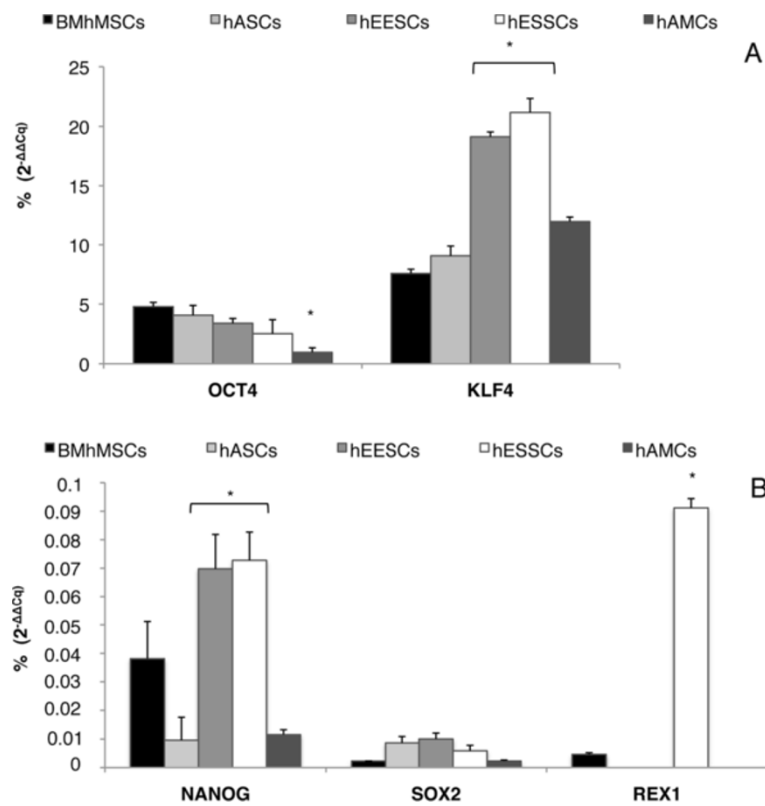 BMhMSCs hASCs hEESCs hESSCs hAMCs
A
*
25
20
15
10
5
0
% (2-ΔΔCq)
*
OCT4 KLF4
BMhMSCs hASCs hEESCs hESSCs hAMCs
B
*
*
0.1
0.09
0.08
0.07
0.06
0.05
0.04
0.03
0.02
0.01
0
% (2-ΔΔCq)
NANOG SOX2 REX1